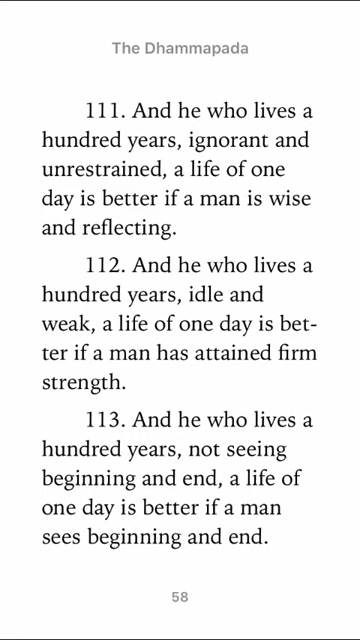 The Dhammapada
111. And he who lives a
hundred years, ignorant and
unrestrained, a life of one
day is better if a man is wise
and reflecting.
112. And he who lives a
hundred years, idle and
weak, a life of one day is bet-
ter if a man has attained firm
strength.
113. And he who lives a
hundred years, not seeing
beginning and end, a life of
one day is better if a man
sees beginning and end.
58